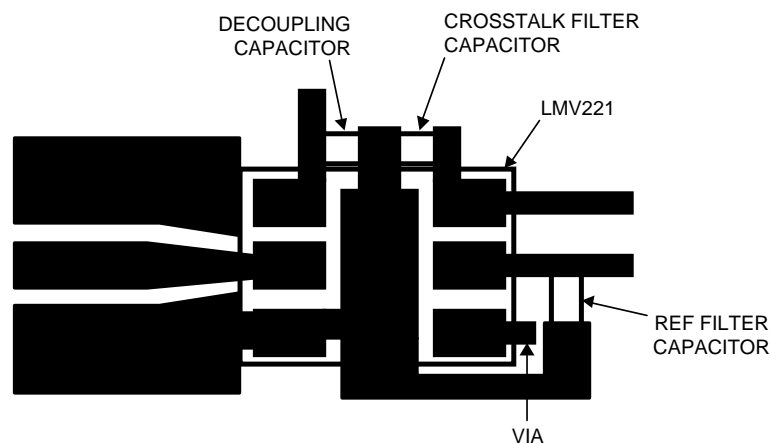 DECOUPLING
CAPACITOR
CROSSTALK FILTER
CAPACITOR
LMV221
REF FILTER
CAPACITOR
VIA